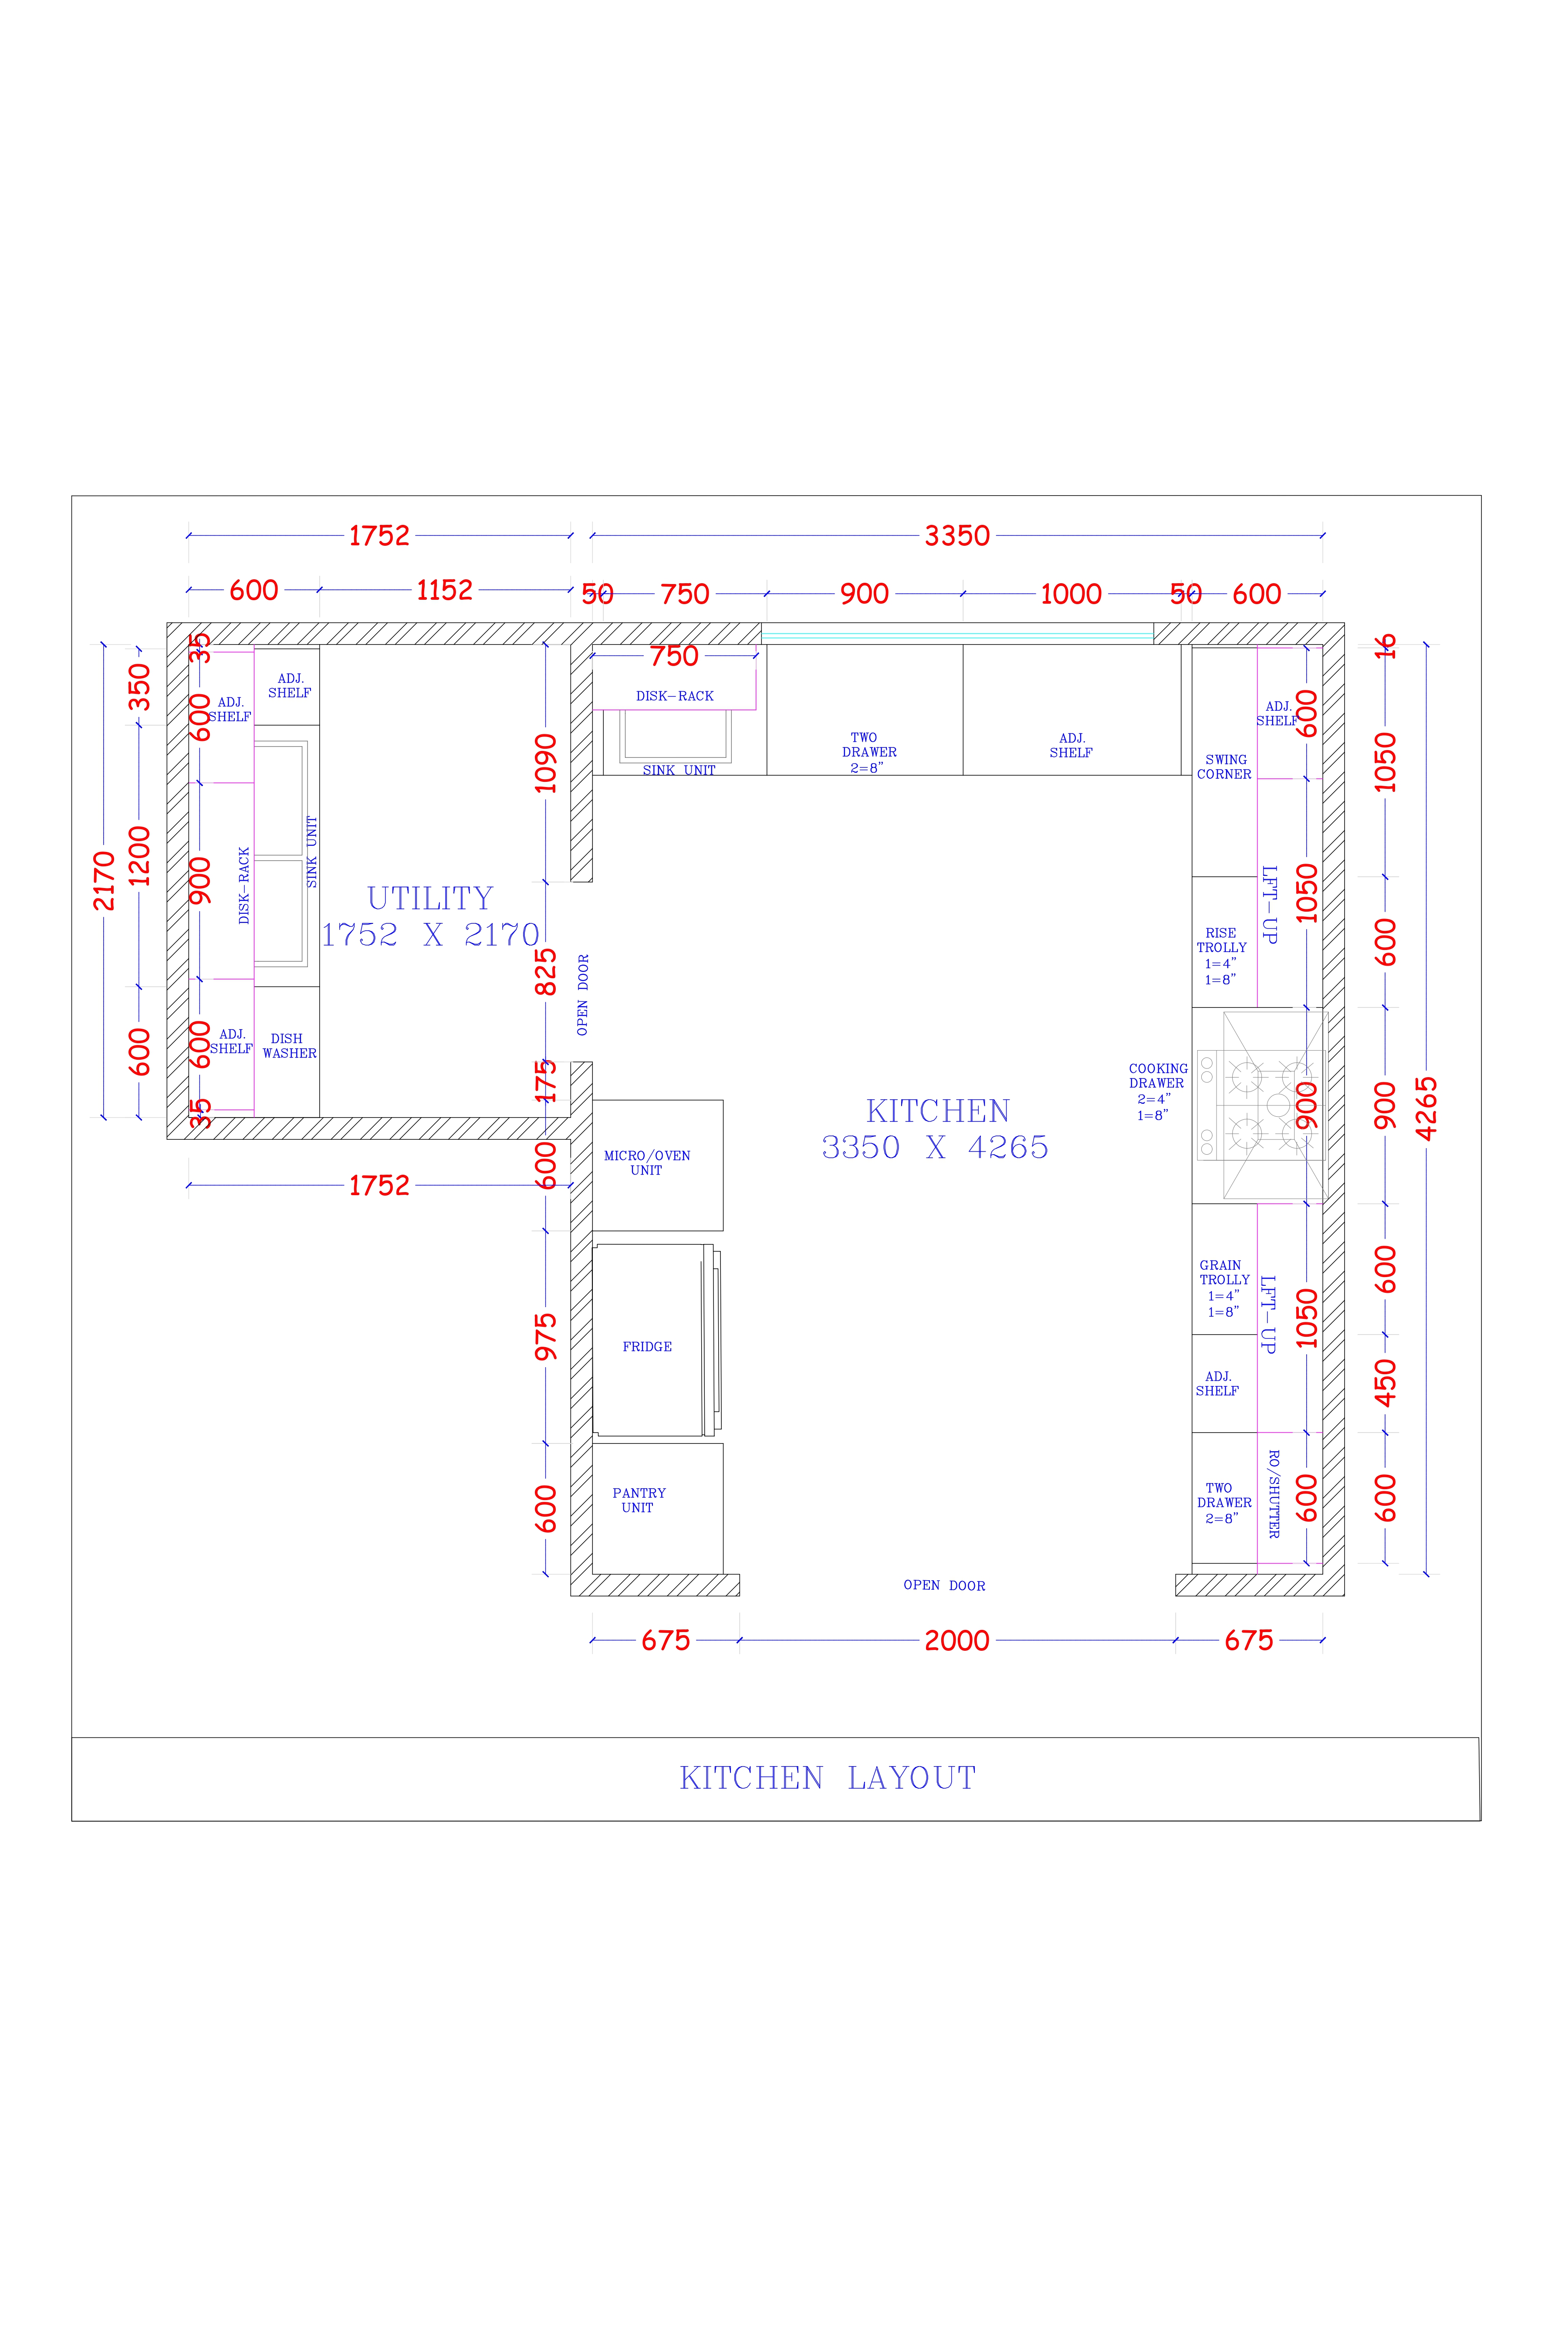 1752
3350
600
1152
50
750
900
1000
50
600
35
350
600
900
600
35
1200
2170
600
ADJ.
SHELF
ADJ.
SHELF
DISK-RACK
SINK UNIT
ADJ.
SHELF
DISH
WASHER
UTILITY
1752 X 2170
1752
1090
825
175
600
975
600
OPEN DOOR
750
DISK-RACK
SINK UNIT
TWO
DRAWER
2=8"
ADJ.
SHELF
SWING
CORNER
ADJ.
SHELF
600
LFT-UP
1050
RISE
TROLLY
1=4"
1=8"
COOKING
DRAWER
2=4"
1=8"
900
KITCHEN
3350 X 4265
MICRO/OVEN
UNIT
FRIDGE
PANTRY
UNIT
GRAIN
TROLLY
1=4"
1=8"
LFT-UP
1050
ADJ.
SHELF
TWO
DRAWER
2=8"
RO/SHUTTER
600
16
1050
600
900
600
450
600
4265
OPEN DOOR
675
2000
675
KITCHEN LAYOUT